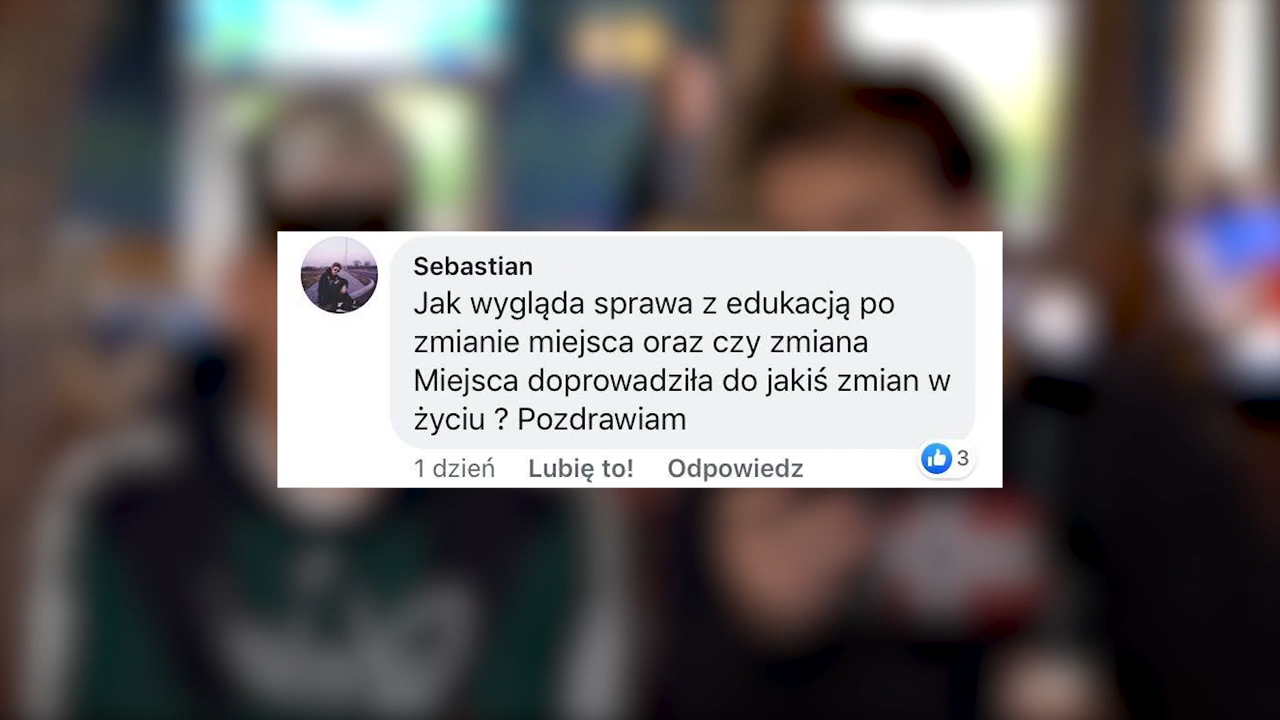 Sebastian
Jak wygląda sprawa z edukacją po
zmianie miejsca oraz czy zmiana
Miejsca doprowadziła do jakiś zmian w
życiu ? Pozdrawiam
1 dzień Lubię to! Odpowiedz 3